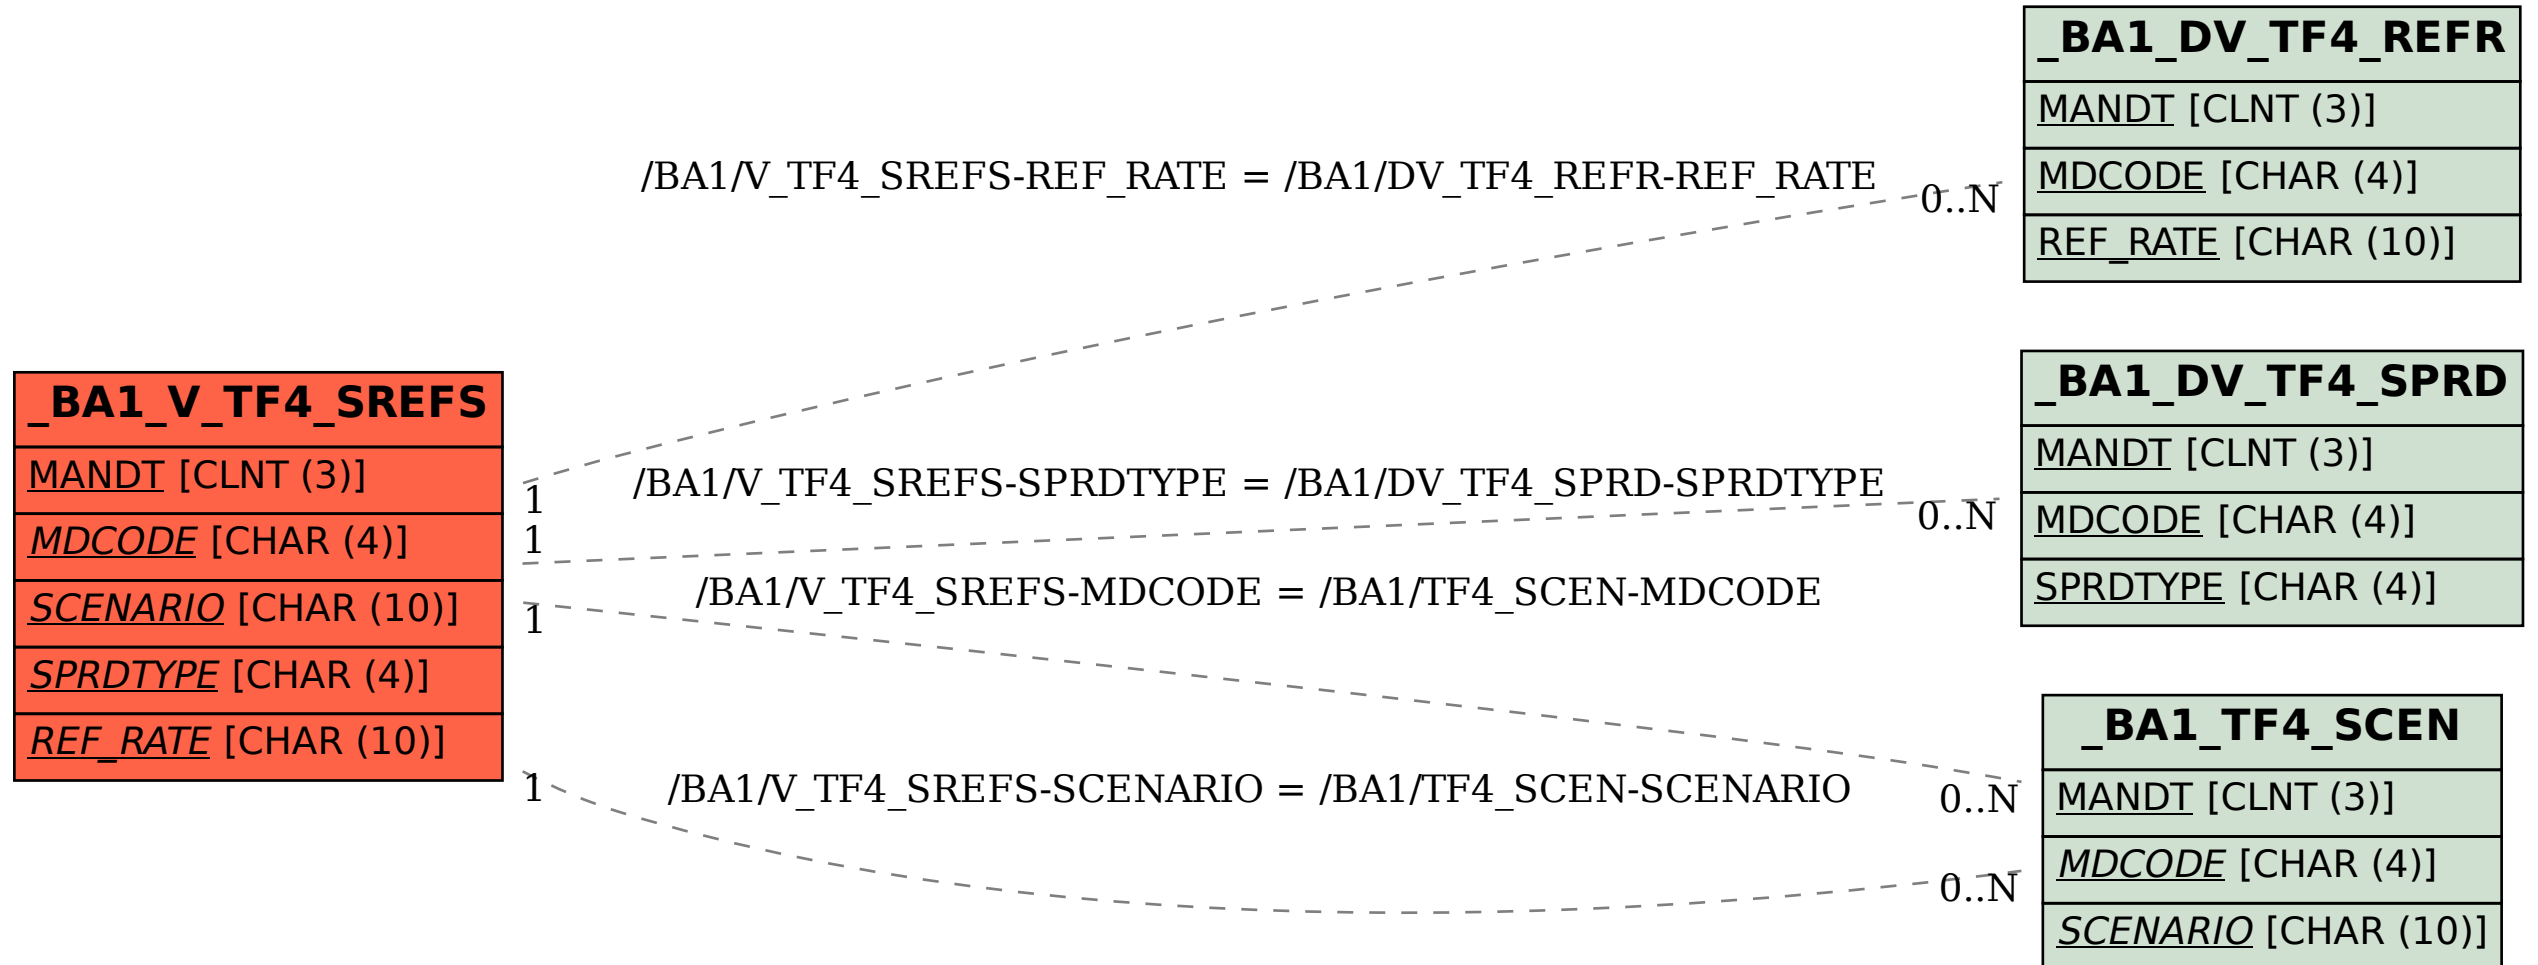 _BA1_V_TF4_SREFS
MANDT [CLNT (3)]
MDCODE [CHAR (4)]
SCENARIO [CHAR (10)]
SPRDTYPE [CHAR (4)]
REF_RATE [CHAR (10)]
/BA1/V_TF4_SREFS-REF_RATE = /BA1/DV_TF4_REFR-REF_RATE
0..N
1
/BA1/V_TF4_SREFS-SPRDTYPE = /BA1/DV_TF4_SPRD-SPRDTYPE
0..N
1
/BA1/V_TF4_SREFS-MDCODE = /BA1/TF4_SCEN-MDCODE
1
0..N
/BA1/V_TF4_SREFS-SCENARIO = /BA1/TF4_SCEN-SCENARIO
1
0..N
_BA1_DV_TF4_REFR
MANDT [CLNT (3)]
MDCODE [CHAR (4)]
REF_RATE [CHAR (10)]
_BA1_DV_TF4_SPRD
MANDT [CLNT (3)]
MDCODE [CHAR (4)]
SPRDTYPE [CHAR (4)]
_BA1_TF4_SCEN
MANDT [CLNT (3)]
MDCODE [CHAR (4)]
SCENARIO [CHAR (10)]